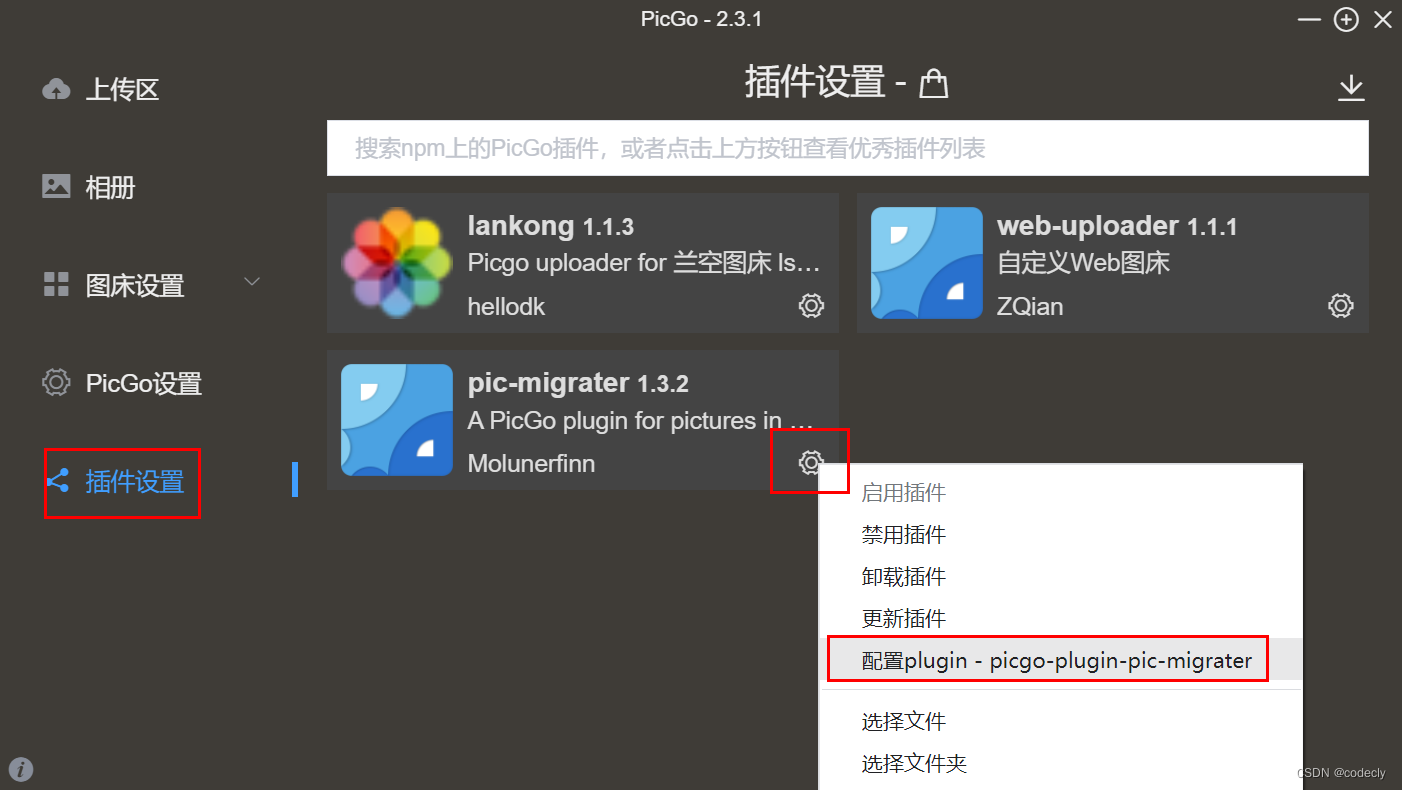 PicGo - 2.3.1
上传区
相册
图床设置
PicGo设置
插件设置
插件设置 -
搜索npm上的PicGo插件，或者点击上方按钮查看优秀插件列表
lankong 1.1.3
Picgo uploader for 兰空图床 ls...
hellodk
web-uploader 1.1.1
自定义Web图床
ZQian
pic-migrater 1.3.2
A PicGo plugin for pictures in ...
Molunerfinn
启用插件
禁用插件
卸载插件
更新插件
配置plugin - picgo-plugin-pic-migrater
选择文件
选择文件夹
CSDN @codecly